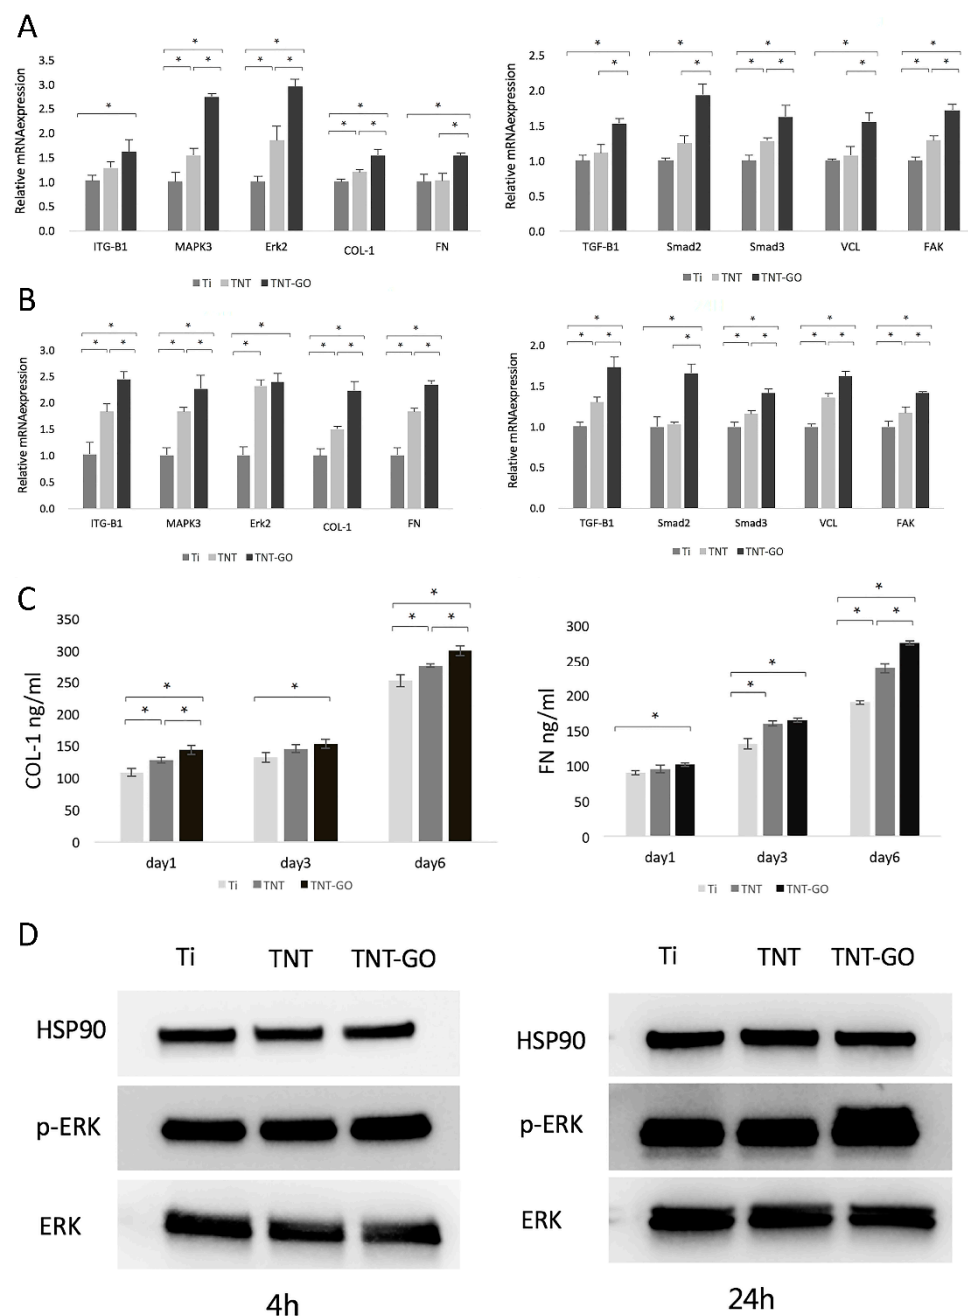 A
Relative mRNAexpression
3.5
3.0
2.5
2.0
1.5
1.0
0.5
0.0
* * * * * * * * * * * *
ITG-B1 MAPK3 Erk2 COL-1 FN
Ti TNT TNT-GO
Relative mRNAexpression
2.5
2.0
1.5
1.0
0.5
0.0
* * * * * * * * * * * *
TGF-B1 Smad2 Smad3 VCL FAK
Ti TNT TNT-GO
B
Relative mRNAexpression
3.0
2.5
2.0
1.5
1.0
0.5
0.0
* * * * * * * * * * * * * *
ITG-B1 MAPK3 Erk2 COL-1 FN
Ti TNT TNT-GO
Relative mRNAexpression
2.0
1.5
1.0
0.5
0.0
* * * * * * * * * * * * * *
TGF-B1 Smad2 Smad3 VCL FAK
Ti TNT TNT-GO
C
COL-1 ng/ml
350
300
250
200
150
100
50
0
* * * * * * *
day1 day3 day6
Ti TNT TNT-GO
FN ng/ml
300
250
200
150
100
50
0
* * * * * *
day1 day3 day6
Ti TNT TNT-GO
D
Ti TNT TNT-GO
HSP90
p-ERK
ERK
4h
Ti TNT TNT-GO
HSP90
p-ERK
ERK
24h